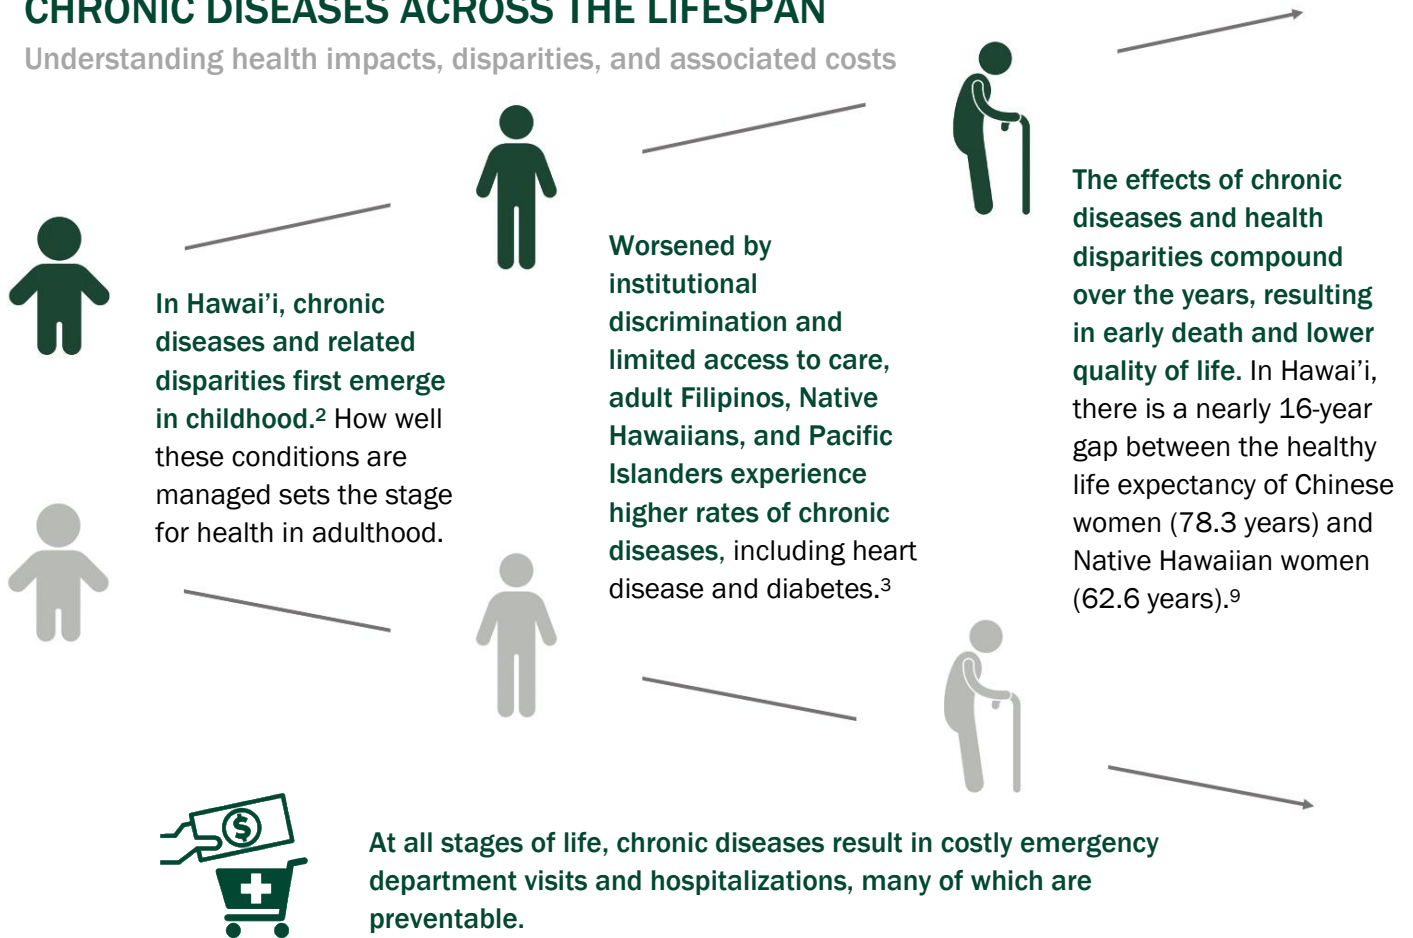 CHRONIC DISEASES ACROSS THE LIFESPAN
Understanding health impacts, disparities, and associated costs
In Hawai’i, chronic
diseases and related
disparities first emerge
in childhood.² How well
these conditions are
managed sets the stage
for health in adulthood.
Worsened by
institutional
discrimination and
limited access to care,
adult Filipinos, Native
Hawaiians, and Pacific
Islanders experience
higher rates of chronic
diseases, including heart
disease and diabetes.³
The effects of chronic
diseases and health
disparities compound
over the years, resulting
in early death and lower
quality of life. In Hawai’i,
there is a nearly 16-year
gap between the healthy
life expectancy of Chinese
women (78.3 years) and
Native Hawaiian women
(62.6 years).⁹
$
At all stages of life, chronic diseases result in costly emergency
department visits and hospitalizations, many of which are
preventable.